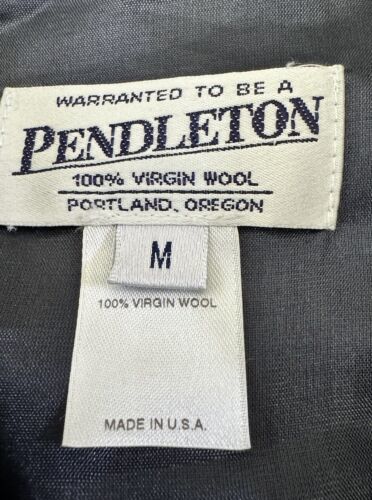 WARRANTED TO BE A
PENDLETON
100% VIRGIN WOOL
PORTLAND, OREGON
M
100% VIRGIN WOOL
MADE IN U.S.A.